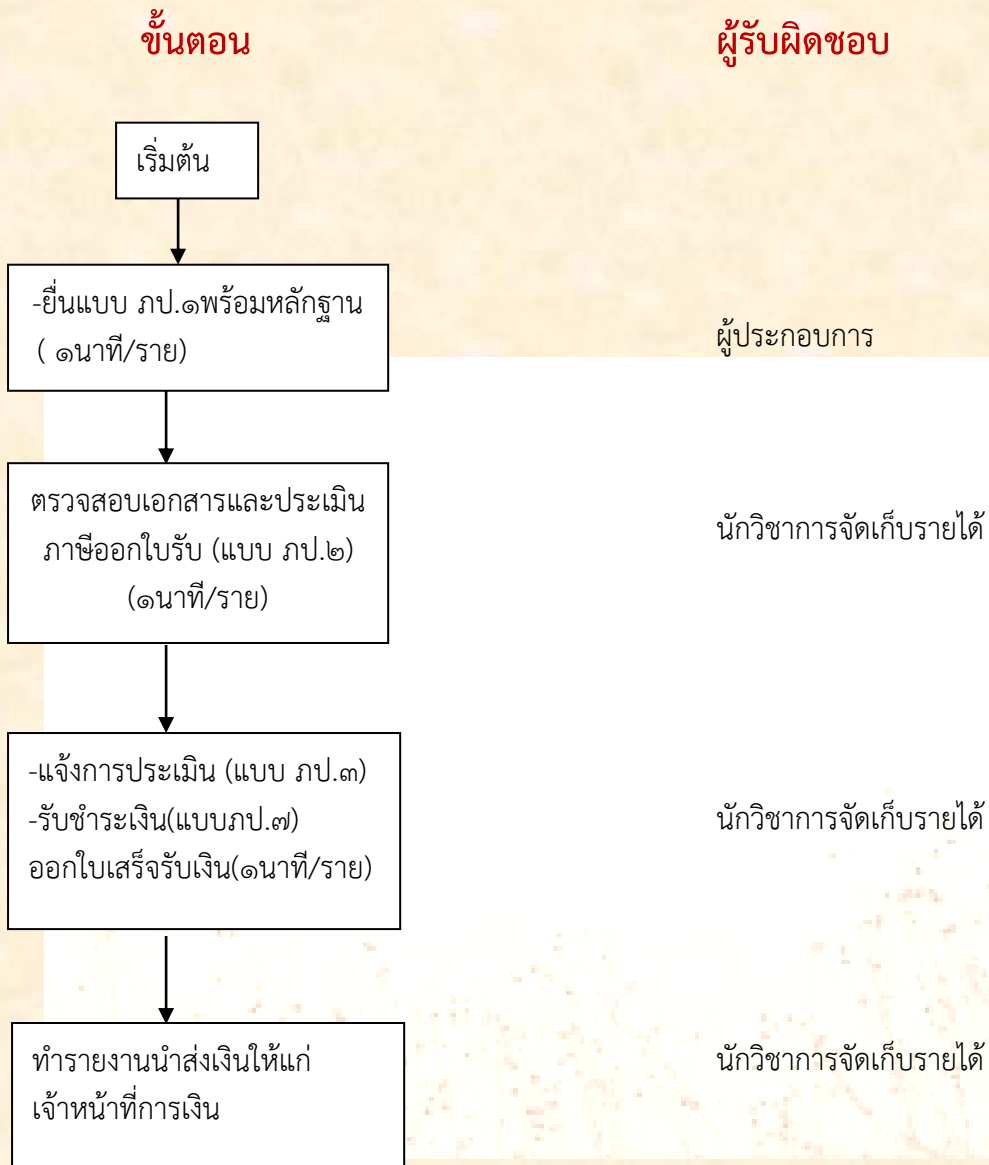 ขั้นตอน
ผู้รับผิดชอบ
เริ่มต้น
-ยื่นแบบ ภป.๑พร้อมหลักฐาน
( ๑นาที/ราย)
ผู้ประกอบการ
ตรวจสอบเอกสารและประเมิน
ภาษีออกใบรับ (แบบ ภป.๒)
(๑นาที/ราย)
นักวิชาการจัดเก็บรายได้
-แจ้งการประเมิน (แบบ ภป.๓)
-รับชำระเงิน(แบบภป.๗)
ออกใบเสร็จรับเงิน(๑นาที/ราย)
นักวิชาการจัดเก็บรายได้
ทำรายงานนำส่งเงินให้แก่
เจ้าหน้าที่การเงิน
นักวิชาการจัดเก็บรายได้